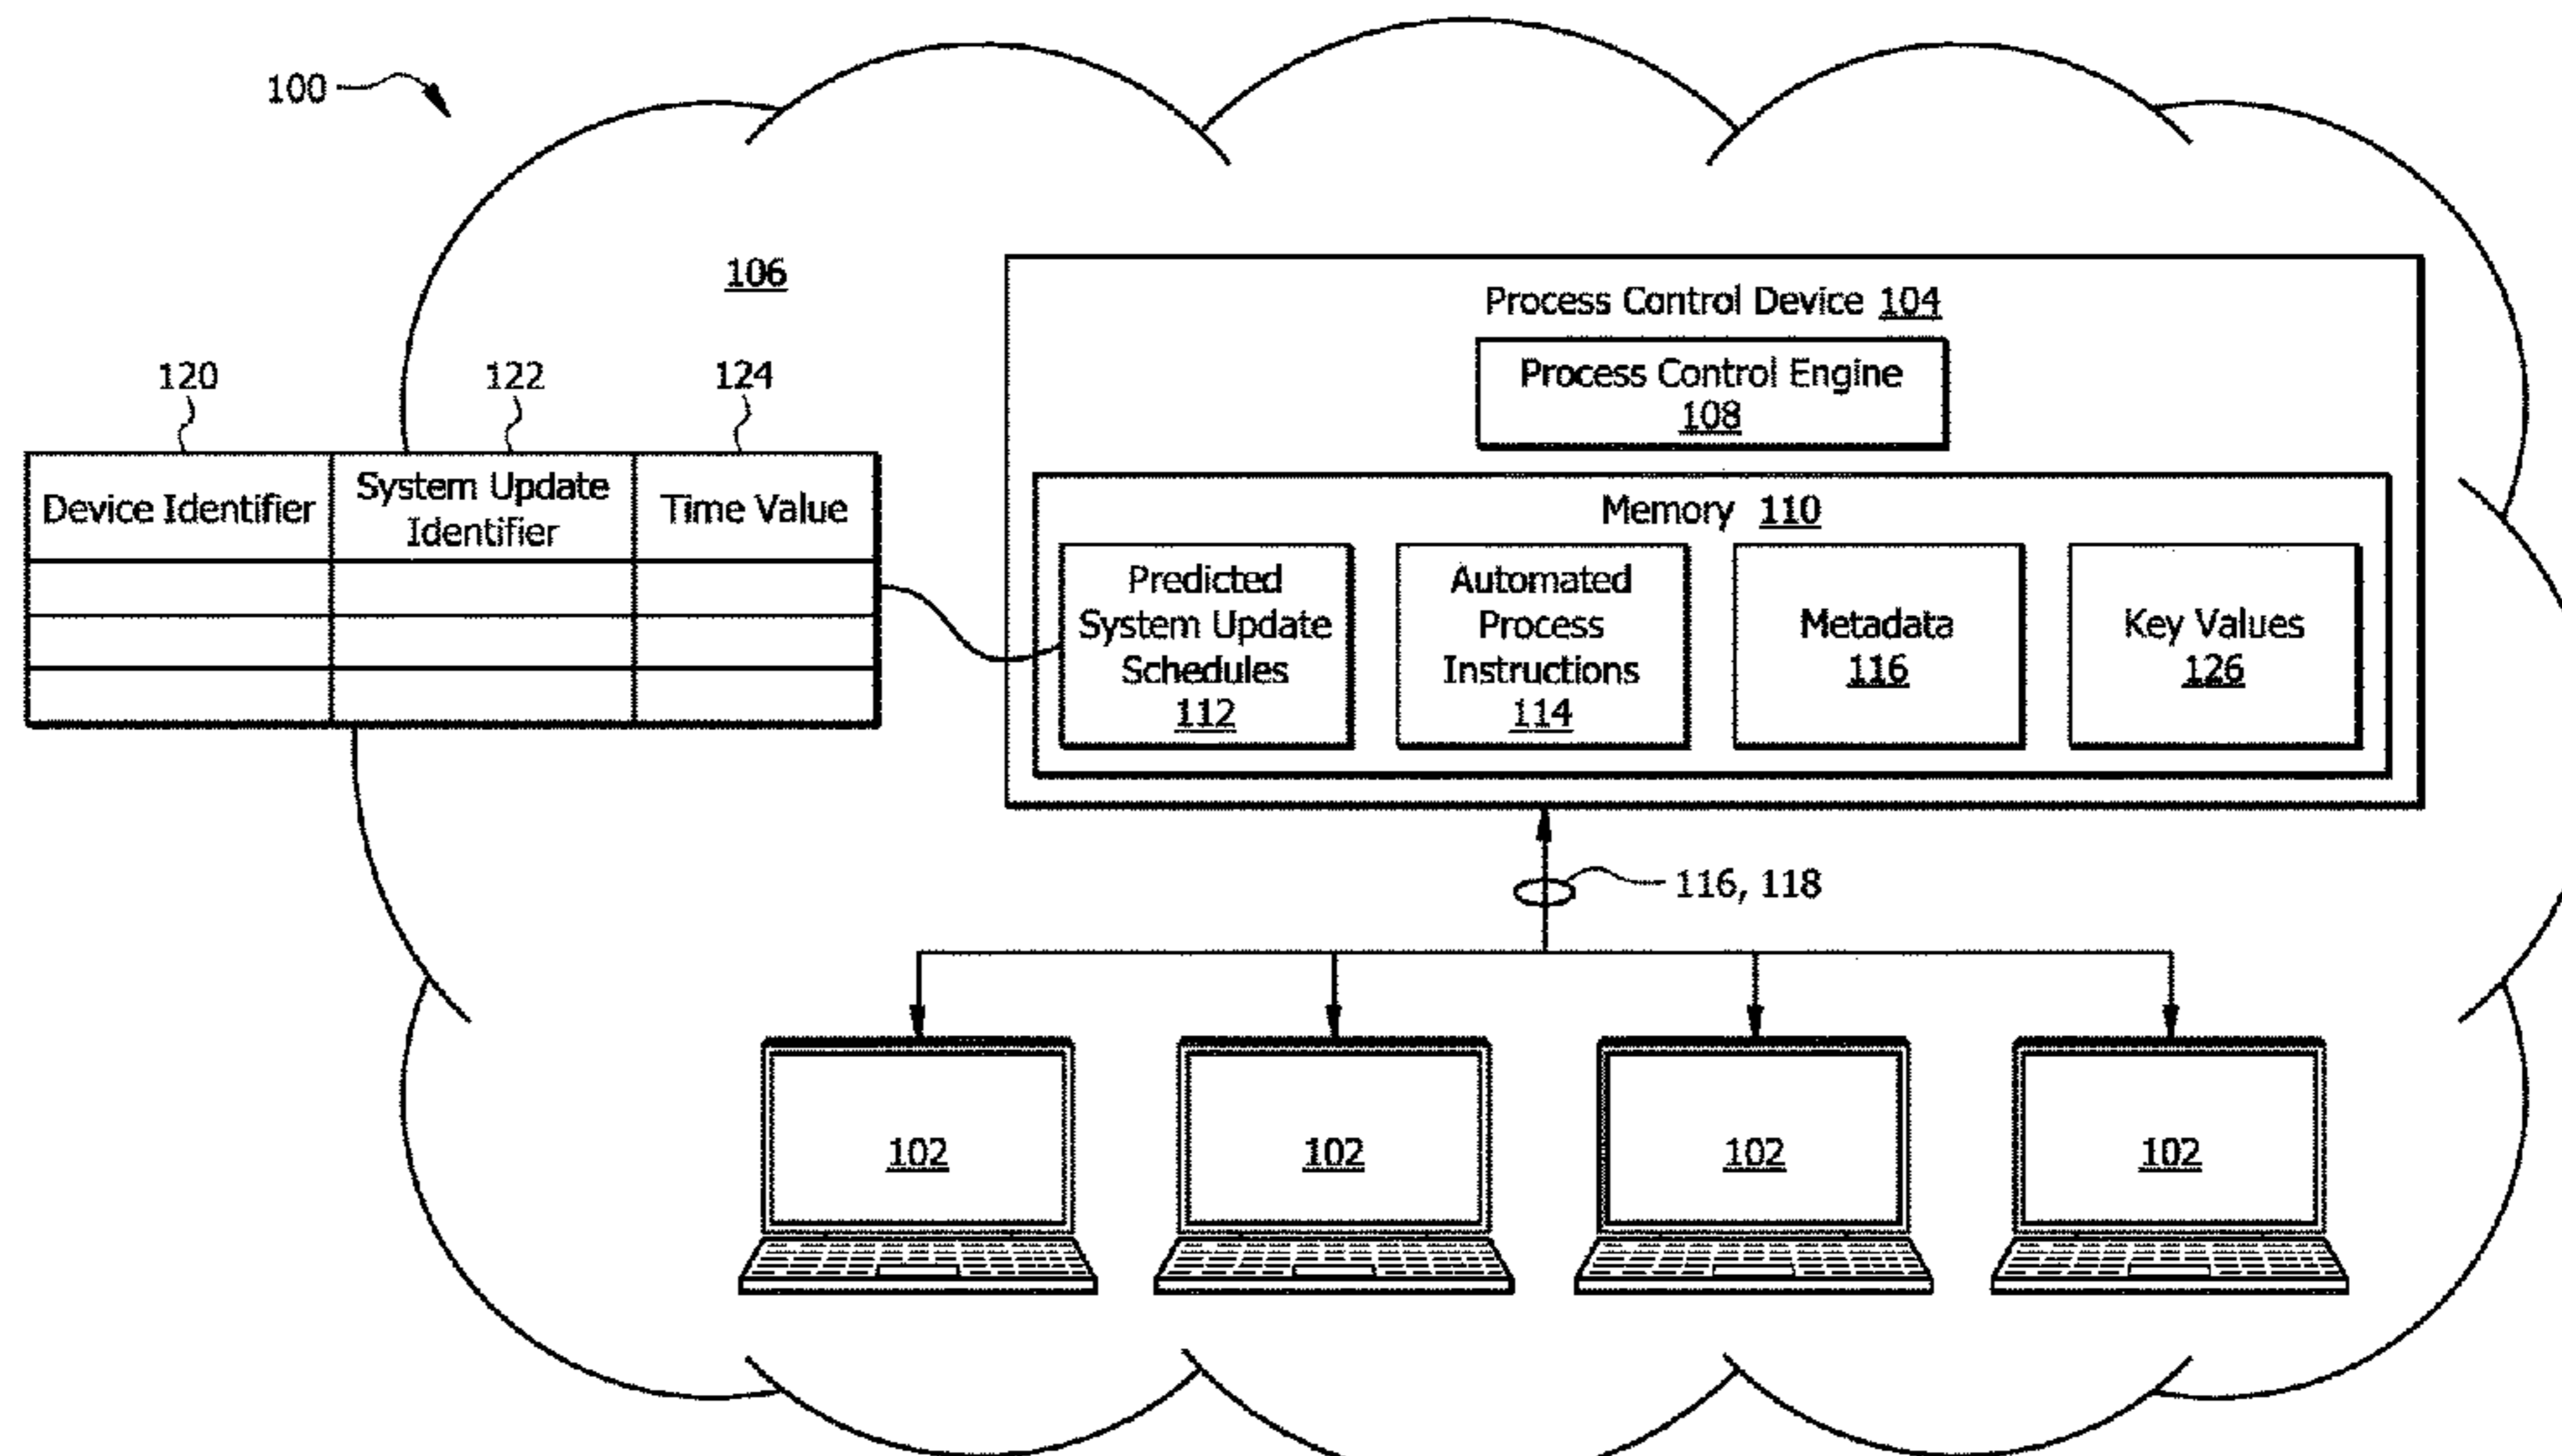 100
106
Process Control Device 104
Process Control Engine
108
120
122
124
Device Identifier
System Update
Identifier
Time Value
Memory 110
Predicted
System Update
Schedules
112
Automated
Process
Instructions
114
Metadata
116
Key Values
126
116, 118
102
102
102
102